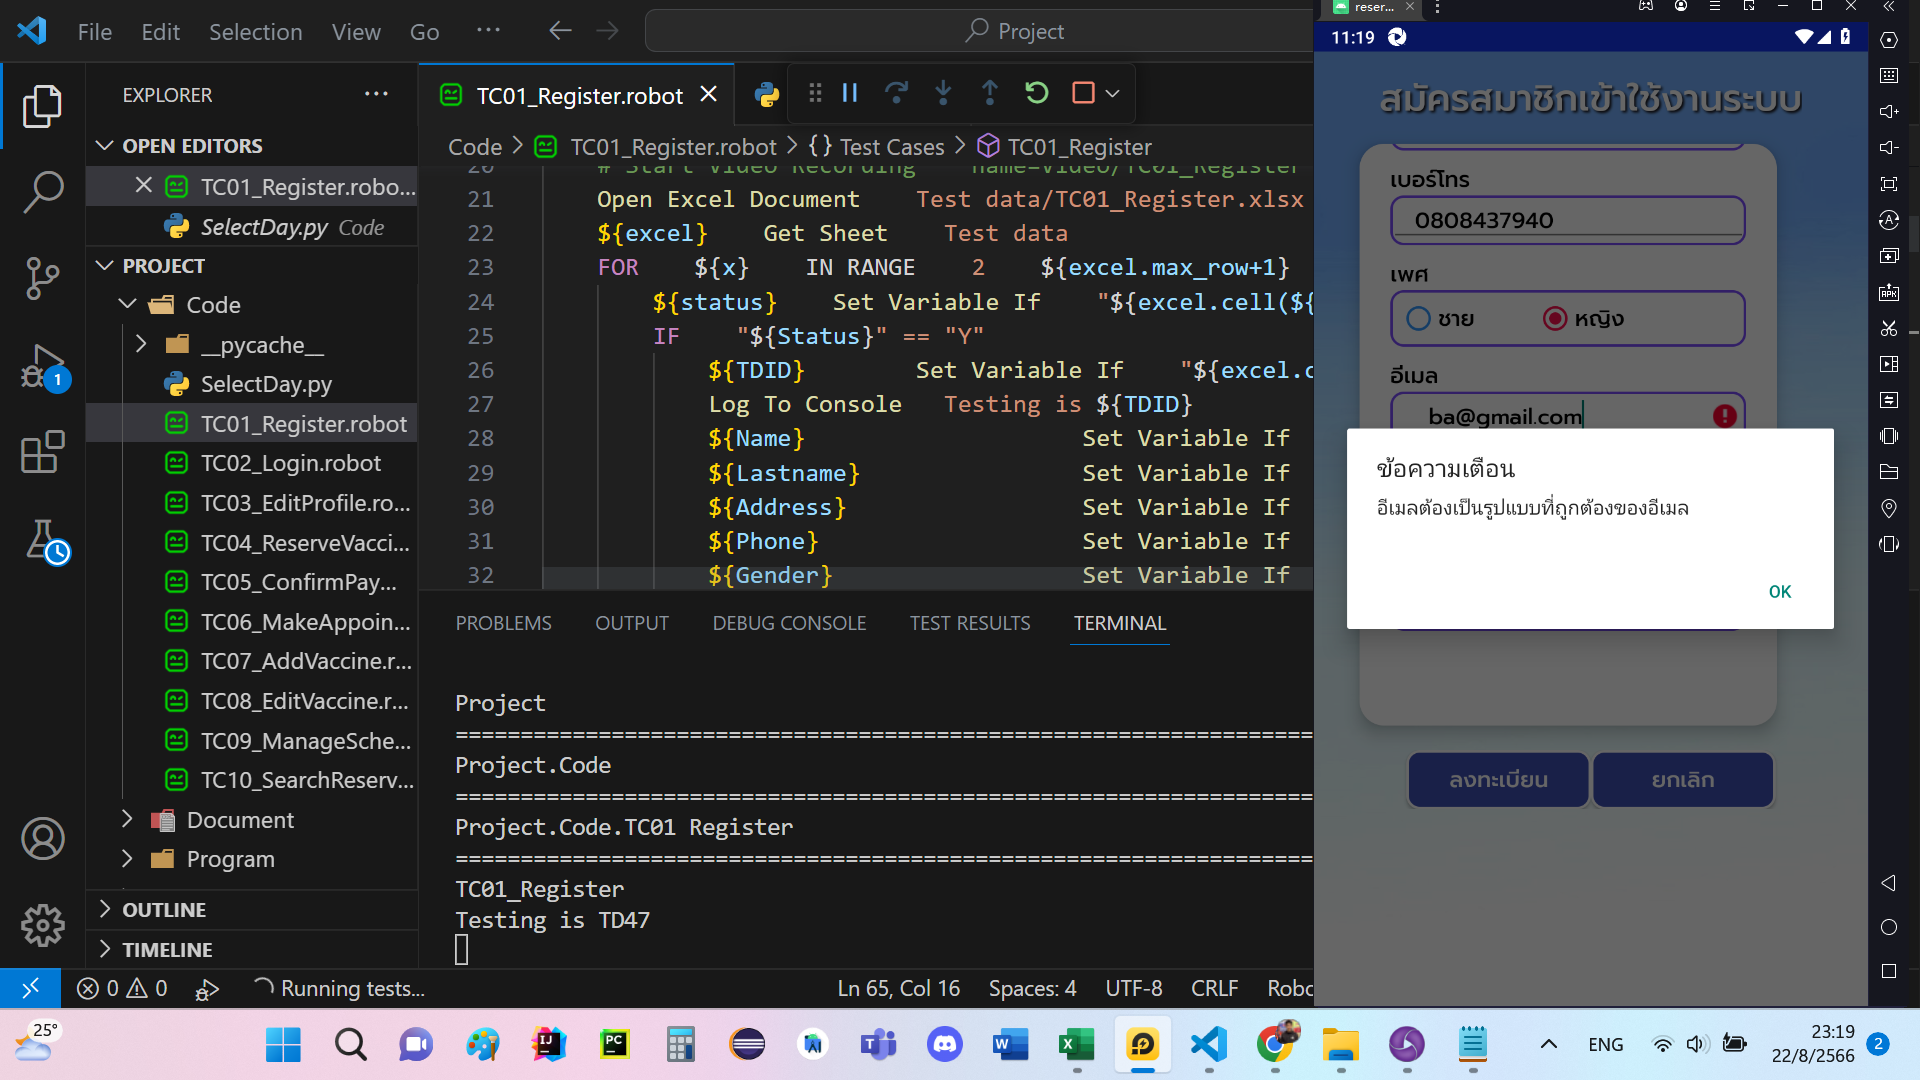 File Edit Selection View Go ··· Project
EXPLORER
OPEN EDITORS
TC01_Register.robo...
SelectDay.py Code
PROJECT
Code
__pycache__
SelectDay.py
TC01_Register.robot
TC02_Login.robot
TC03_EditProfile.ro...
TC04_ReserveVacci...
TC05_ConfirmPay...
TC06_MakeAppoin...
TC07_AddVaccine.r...
TC08_EditVaccine.r...
TC09_ManageSche...
TC10_SearchReserv...
Document
Program
OUTLINE
TIMELINE
TC01_Register.robot
Code > TC01_Register.robot > {} Test Cases > TC01_Register
20 # Start Video Recording name=Video/TC01_Register
21 Open Excel Document Test data/TC01_Register.xlsx
22 ${excel} Get Sheet Test data
23 FOR ${x} IN RANGE 2 ${excel.max_row+1}
24 ${status} Set Variable If "${excel.cell(${
25 IF "${Status}" == "Y"
26 ${TDID} Set Variable If "${excel.c
27 Log To Console Testing is ${TDID}
28 ${Name} Set Variable If
29 ${Lastname} Set Variable If
30 ${Address} Set Variable If
31 ${Phone} Set Variable If
32 ${Gender} Set Variable If
PROBLEMS OUTPUT DEBUG CONSOLE TEST RESULTS TERMINAL
Project
==============================================================
Project.Code
==============================================================
Project.Code.TC01 Register
==============================================================
TC01_Register
Testing is TD47
1
0 0 Running tests... Ln 65, Col 16 Spaces: 4 UTF-8 CRLF Robo
reser...
11:19
สมัครสมาชิกเข้าใช้งานระบบ
เบอร์โทร
0808437940
เพศ
ชาย หญิง
อีเมล
ba@gmail.com
ข้อความเตือน
อีเมลต้องเป็นรูปแบบที่ถูกต้องของอีเมล
OK
ลงทะเบียน ยกเลิก
25°
ENG
23:19
22/8/2566
2